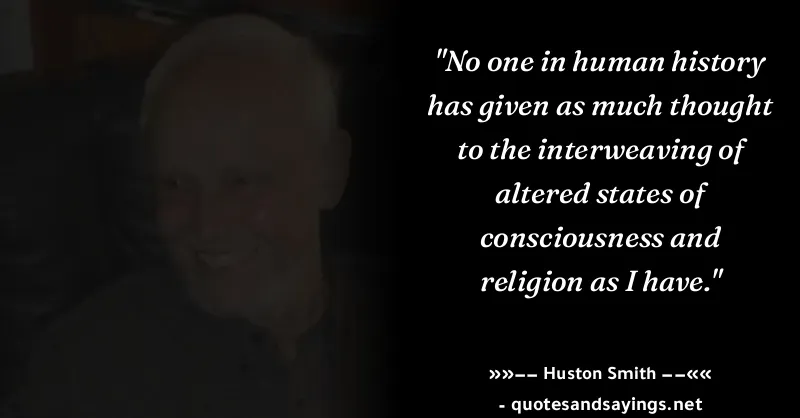 "No one in human history
has given as much thought
to the interweaving of
altered states of
consciousness and
religion as I have."
»»-- Huston Smith --««
- quotesandsayings.net